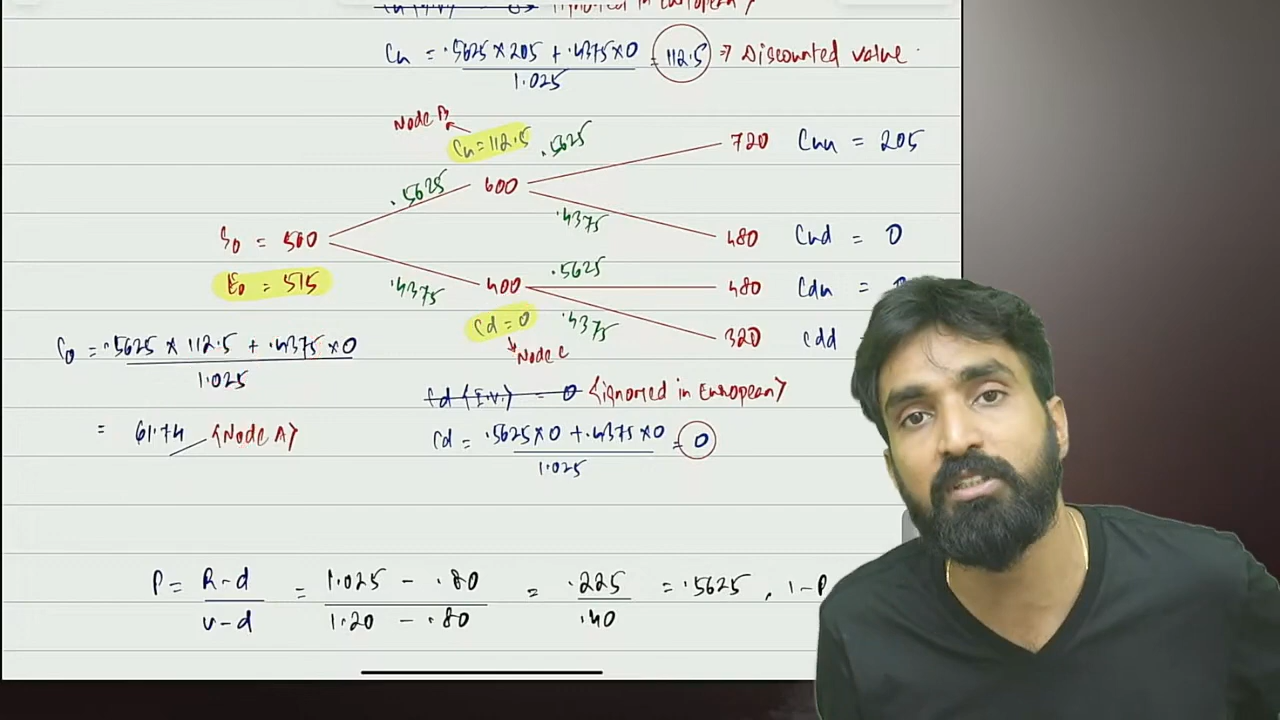 Cu = .5625 × 205 + .4375 × 0 = 112.5 ⇒ Discounted value
1.025
Node B
Cu = 112.5
.5625
720 Cuu = 205
.5625
600
.4375
S0 = 500
480 Cud = 0
E0 = 515
.4375
400
.5625
480 Cdu =
Cd = 0
.4375
320 Cdd
Node C
C0 = .5625 × 112.5 + .4375 × 0
1.025
Cd (I.V.) = 0 {ignored in European}
= 61.74 {Node A}
Cd = .5625 × 0 + .4375 × 0 = 0
1.025
P = R - d = 1.025 - .80 = .225 = .5625 , 1 - P
u - d 1.20 - .80 .40